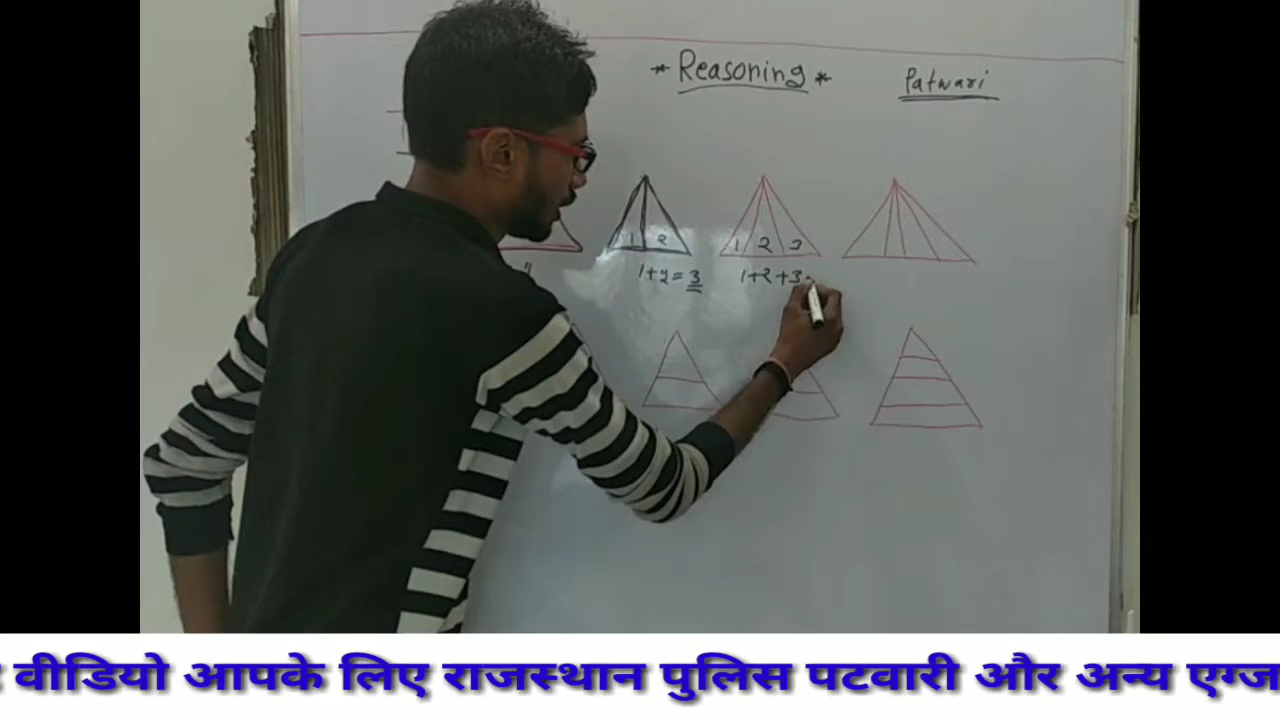 * Reasoning *
Patwari
1 2
1 2 3
1+2=3
1+2+3
वीडियो आपके लिए राजस्थान पुलिस पटवारी और अन्य एग्ज